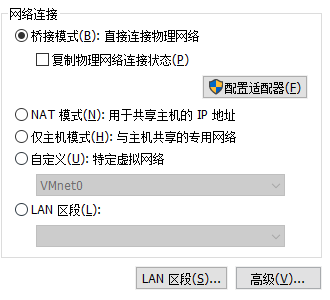 网络连接
桥接模式(B): 直接连接物理网络
复制物理网络连接状态(P)
配置适配器(F)
NAT 模式(N): 用于共享主机的 IP 地址
仅主机模式(H): 与主机共享的专用网络
自定义(U): 特定虚拟网络
VMnet0
LAN 区段(L):
LAN 区段(S)... 高级(V)...